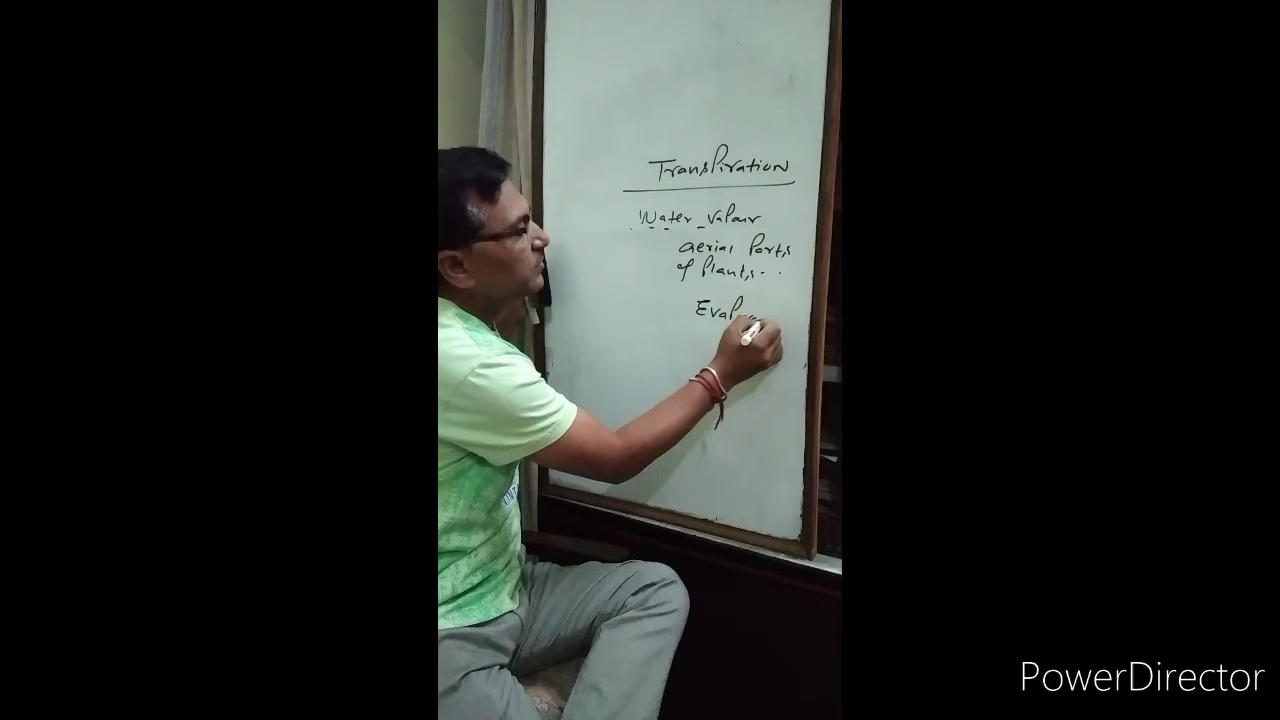 Transpiration
Water vapour
aerial parts
of plants..
Evap
PowerDirector